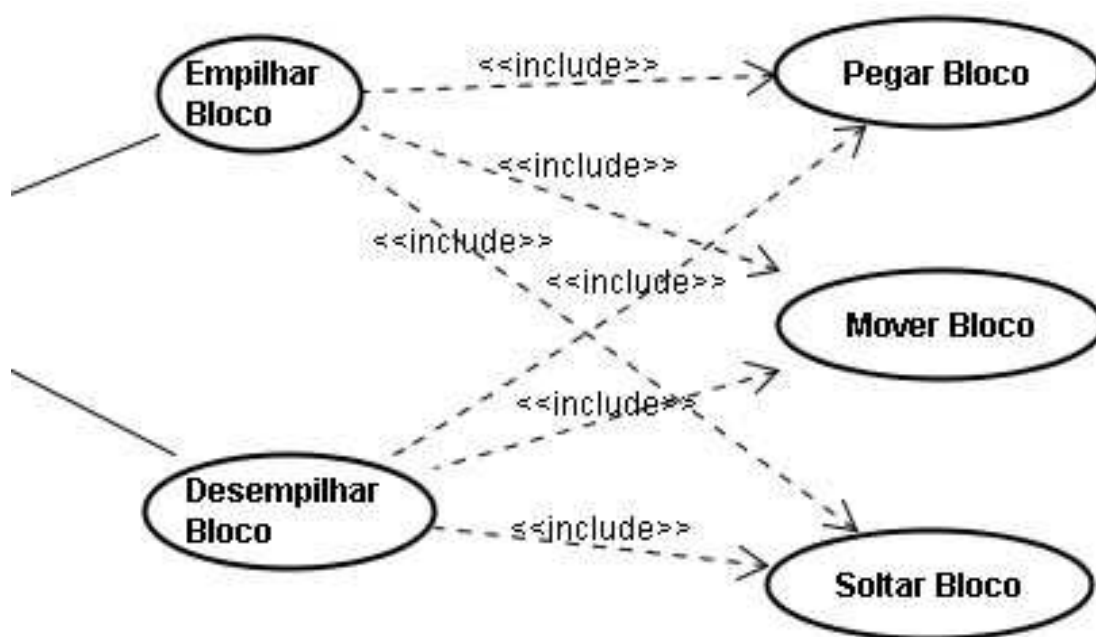 Empilhar
Bloco
<<include>>
Pegar Bloco
<<include>>
<<include>>
<<include>>
Mover Bloco
<<include>>
Desempilhar
Bloco
<<include>>
Soltar Bloco